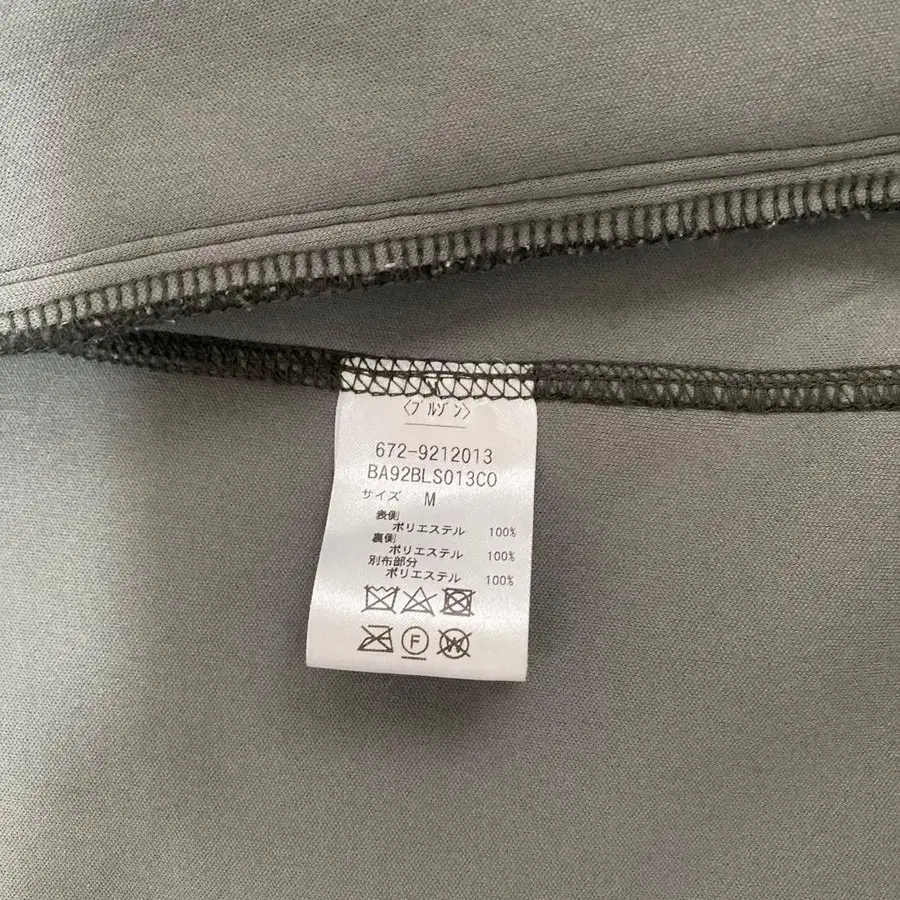 〈ブルゾン〉
672-9212013
BA92BLS013CO
サイズ M
表側
ポリエステル 100%
裏側
ポリエステル 100%
別布部分
ポリエステル 100%
F W